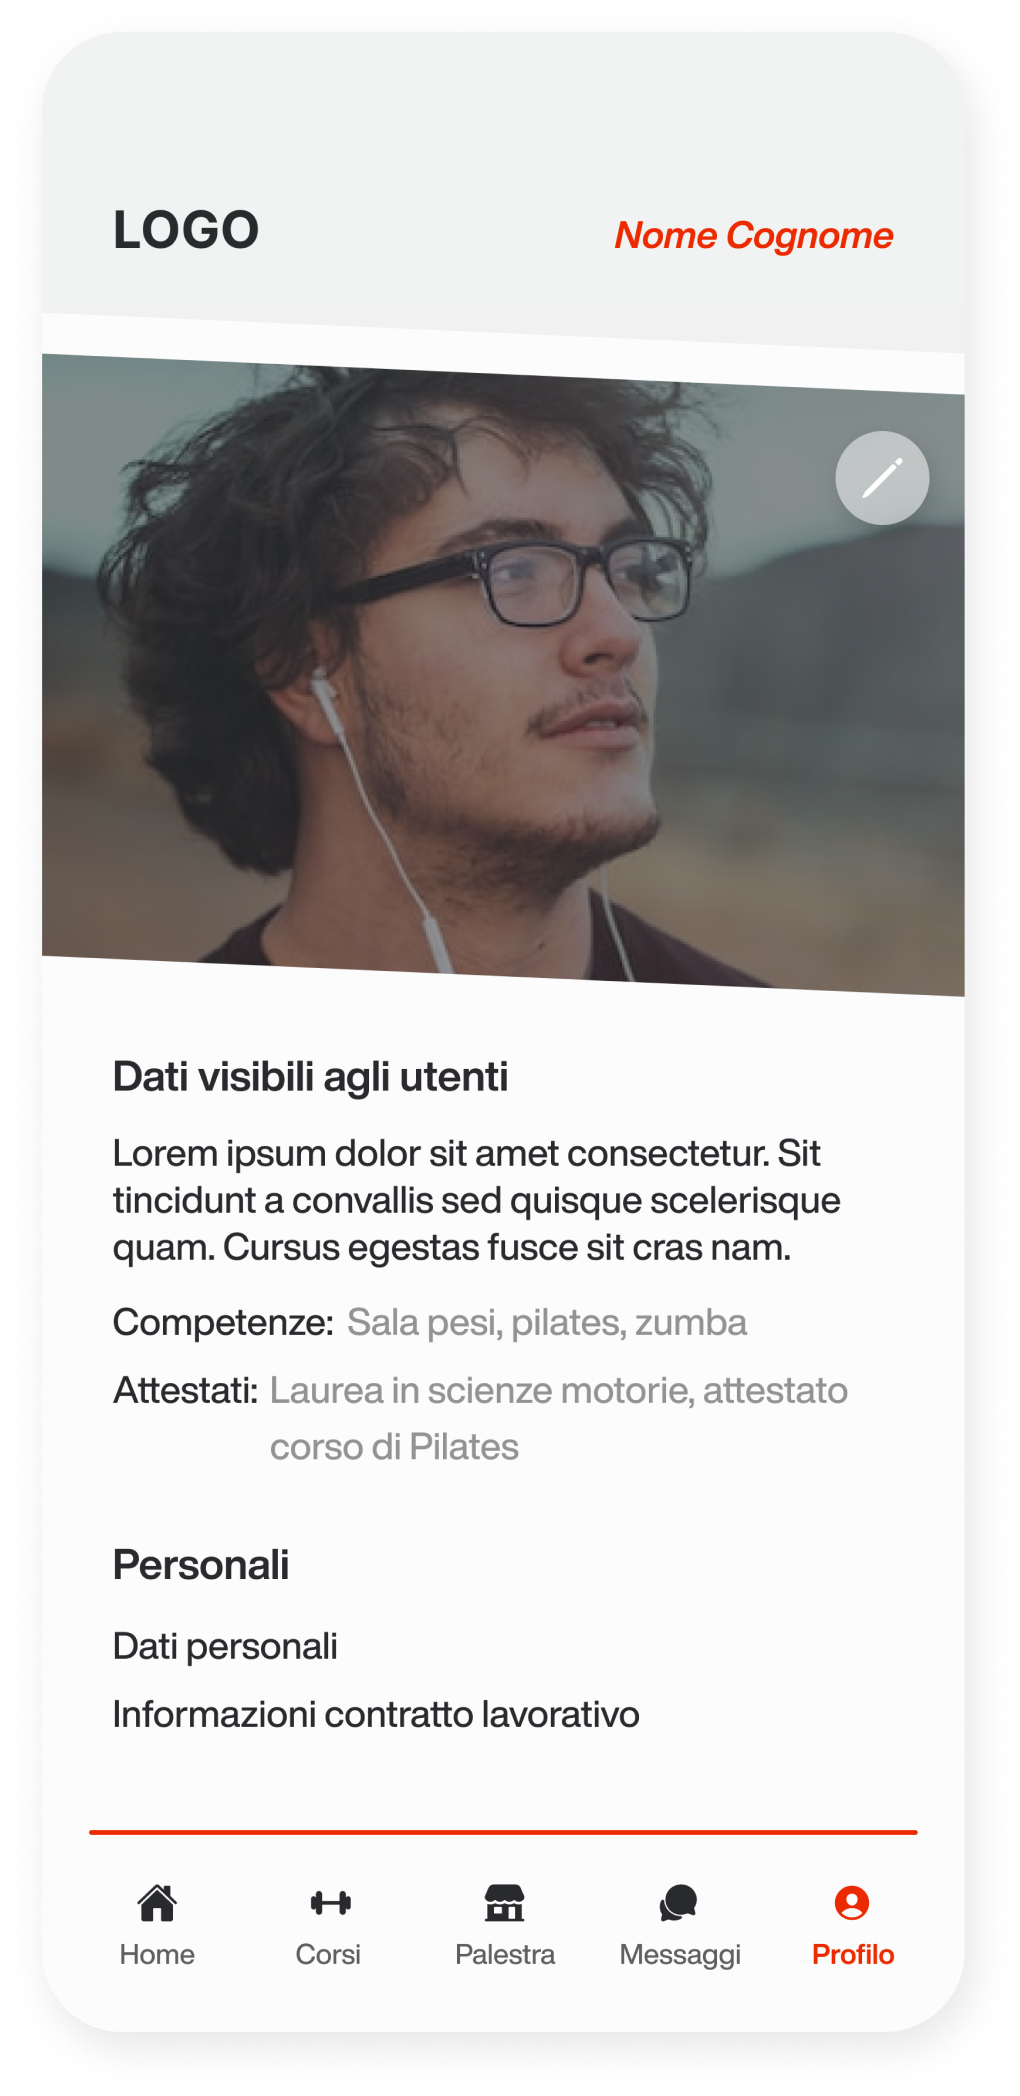 LOGO
Nome Cognome
Dati visibili agli utenti
Lorem ipsum dolor sit amet consectetur. Sit
tincidunt a convallis sed quisque scelerisque
quam. Cursus egestas fusce sit cras nam.
Competenze: Sala pesi, pilates, zumba
Attestati: Laurea in scienze motorie, attestato
corso di Pilates
Personali
Dati personali
Informazioni contratto lavorativo
Home
Corsi
Palestra
Messaggi
Profilo